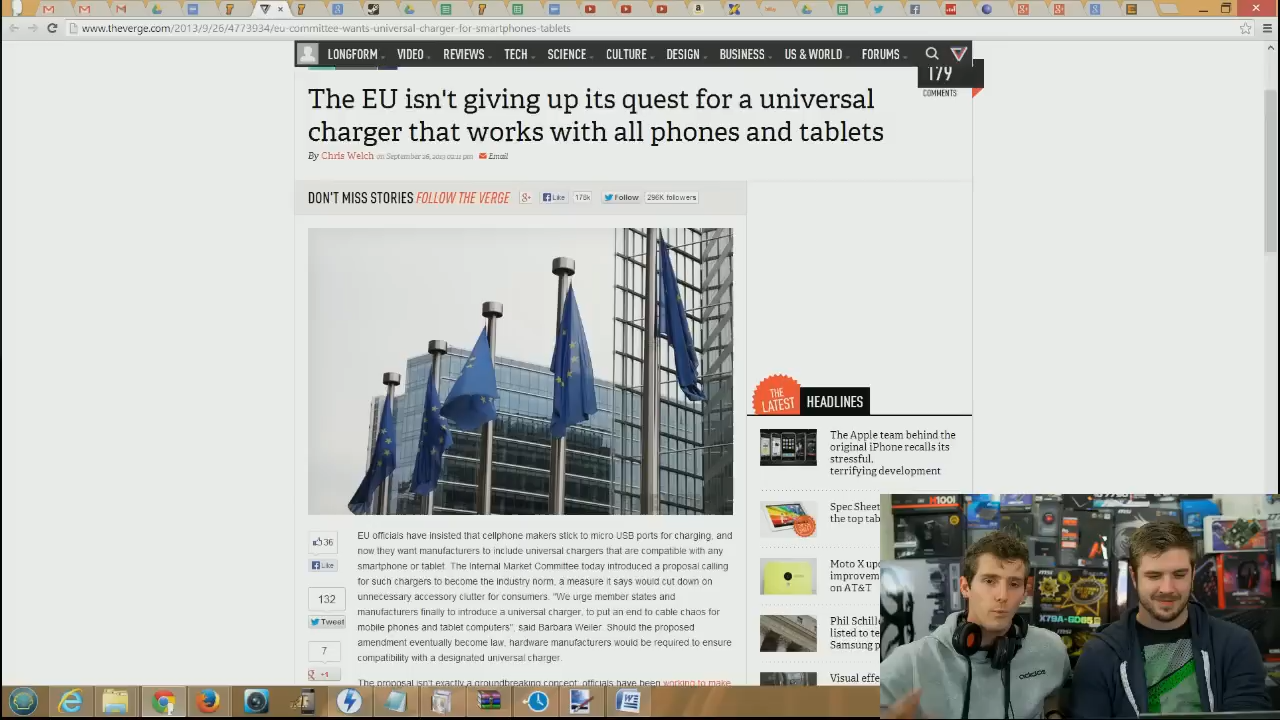 www.theverge.com/2013/9/26/4773934/eu-committee-wants-universal-charger-for-smartphones-tablets
LONGFORM VIDEO REVIEWS TECH SCIENCE CULTURE DESIGN BUSINESS US & WORLD FORUMS
179
COMMENTS
The EU isn't giving up its quest for a universal
charger that works with all phones and tablets
By Chris Welch on September 26, 2013 02:12 pm Email
DON'T MISS STORIES FOLLOW THE VERGE Like 178k Follow 296K followers
THE LATEST HEADLINES
The Apple team behind the
original iPhone recalls its
stressful,
terrifying development
Spec Sheet
the top tab
Moto X up
improvem
on AT&T
Phil Schille
listed to te
Samsung p
Visual effe
36
Like
132
Tweet
7
+1
EU officials have insisted that cellphone makers stick to micro USB ports for charging, and
now they want manufacturers to include universal chargers that are compatible with any
smartphone or tablet. The Internal Market Committee today introduced a proposal calling
for such chargers to become the industry norm, a measure it says would cut down on
unnecessary accessory clutter for consumers. "We urge member states and
manufacturers finally to introduce a universal charger, to put an end to cable chaos for
mobile phones and tablet computers", said Barbara Weiler. Should the proposed
amendment eventually become law, hardware manufacturers would be required to ensure
compatibility with a designated universal charger.
The proposal isn't exactly a groundbreaking concept; officials have been working to make
H100i
X79A-GD65
adidas